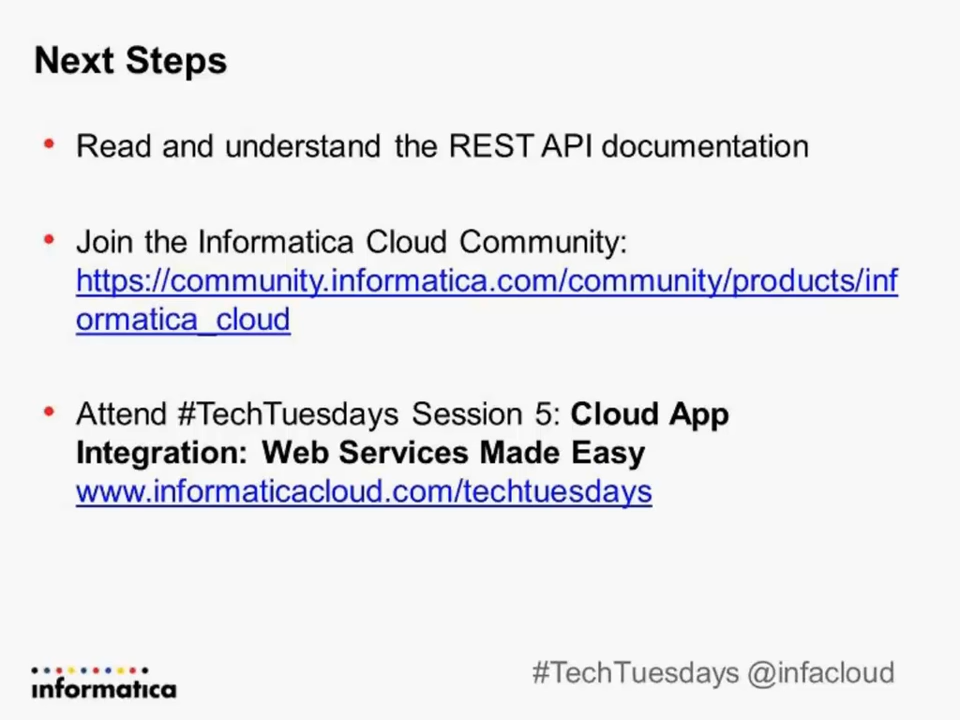 Next Steps
• Read and understand the REST API documentation
• Join the Informatica Cloud Community:
https://community.informatica.com/community/products/inf
ormatica_cloud
• Attend #TechTuesdays Session 5: Cloud App
Integration: Web Services Made Easy
www.informaticacloud.com/techtuesdays
informatica
#TechTuesdays @infacloud